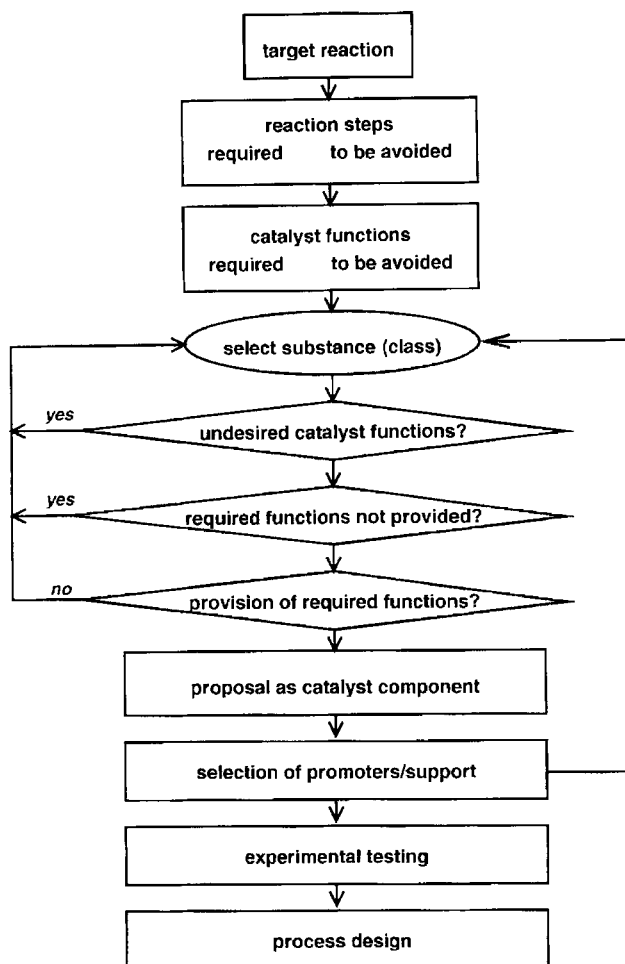 target reaction
reaction steps
required to be avoided
catalyst functions
required to be avoided
select substance (class)
yes
undesired catalyst functions?
yes
required functions not provided?
no
provision of required functions?
proposal as catalyst component
selection of promoters/support
experimental testing
process design